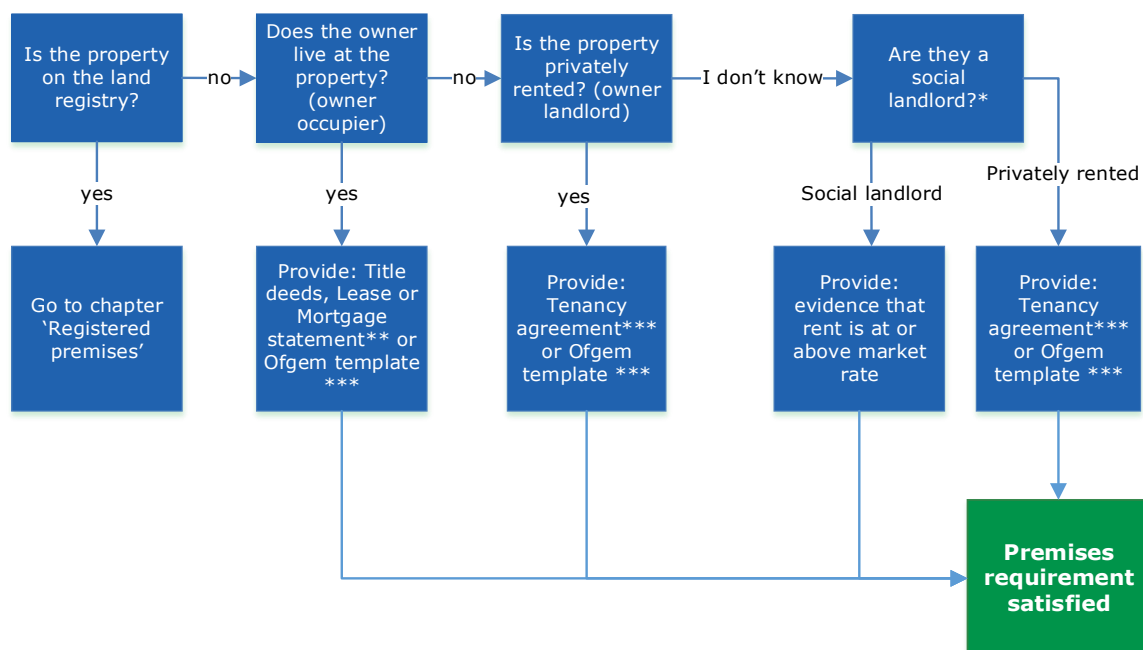 Is the property
on the land
registry?
no
Does the owner
live at the
property?
(owner
occupier)
no
Is the property
privately
rented? (owner
landlord)
I don’t know
Are they a
social
landlord?*
yes
yes
yes
Social landlord
Privately rented
Go to chapter
‘Registered
premises’
Provide: Title
deeds, Lease or
Mortgage
statement** or
Ofgem template
***
Provide:
Tenancy
agreement***
or Ofgem
template ***
Provide:
evidence that
rent is at or
above market
rate
Provide:
Tenancy
agreement***
or Ofgem
template ***
Premises
requirement
satisfied